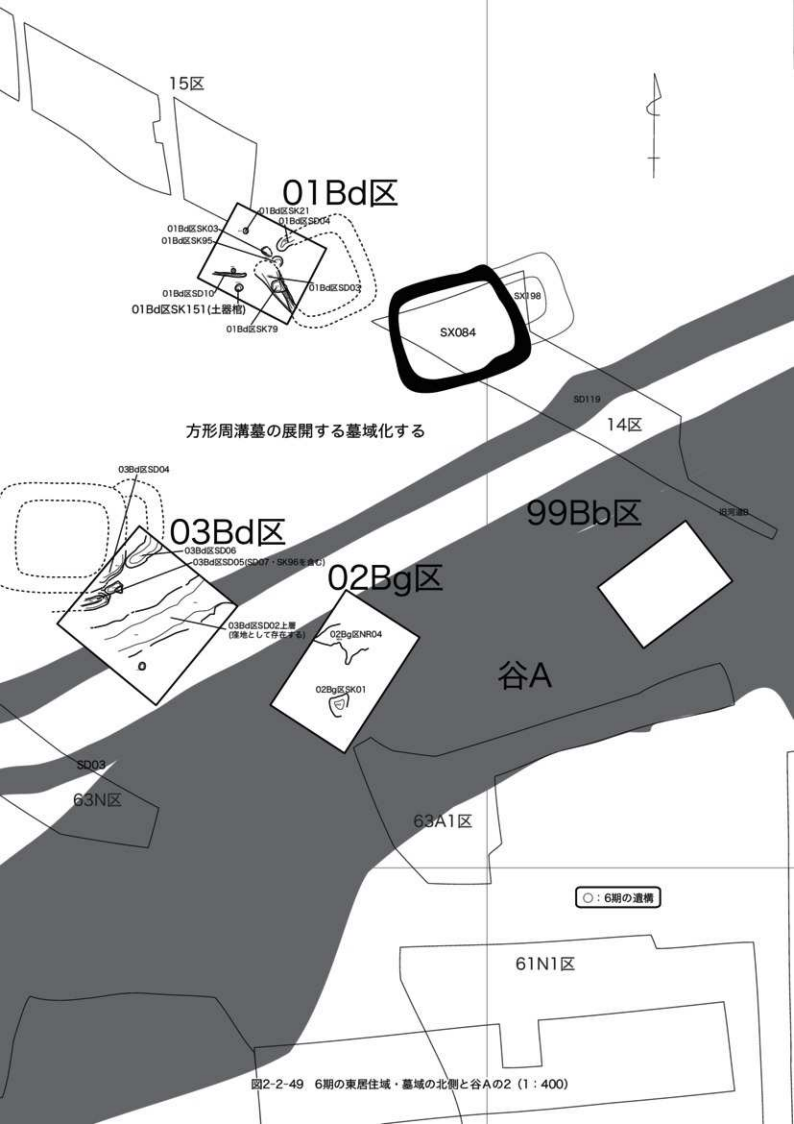 15区
01Bd区
01Bd区SK21
01Bd区SD04
01Bd区SK03
01Bd区SK95
01Bd区SD03
01Bd区SD10
01Bd区SK151(土器棺)
01Bd区SK79
SX198
SX084
SD119
14区
方形周溝墓の展開する墓域化する
03Bd区SD04
99Bb区
旧河道B
03Bd区
03Bd区SD06
03Bd区SD05(SD07・SK96を含む)
02Bg区
03Bd区SD02上層
(窪地として存在する)
02Bg区NR04
谷A
02Bg区SK01
SD03
63N区
63A1区
○：6期の遺構
61N1区
図2-2-49　6期の東居住域・墓域の北側と谷Aの2（1：400）